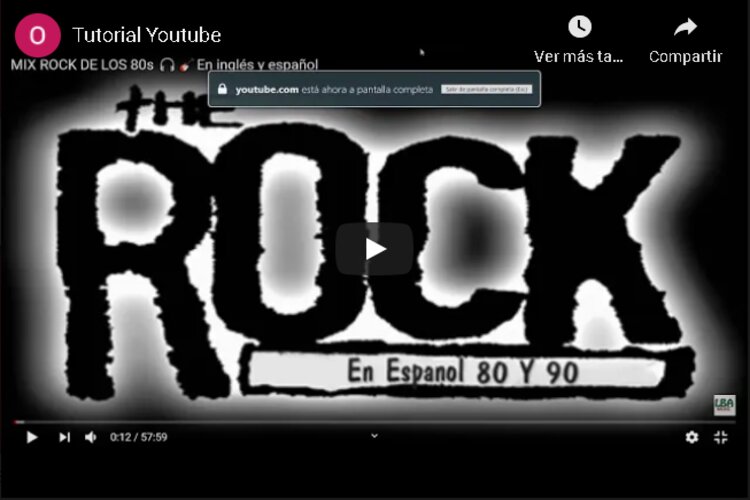 O Tutorial Youtube
Ver más ta... Compartir
MIX ROCK DE LOS 80s 🎧 🎸 En inglés y español
youtube.com está ahora a pantalla completa Salir de pantalla completa (Esc)
THE
ROCK
En Espanol 80 Y 90
LBA
0:12 / 57:59